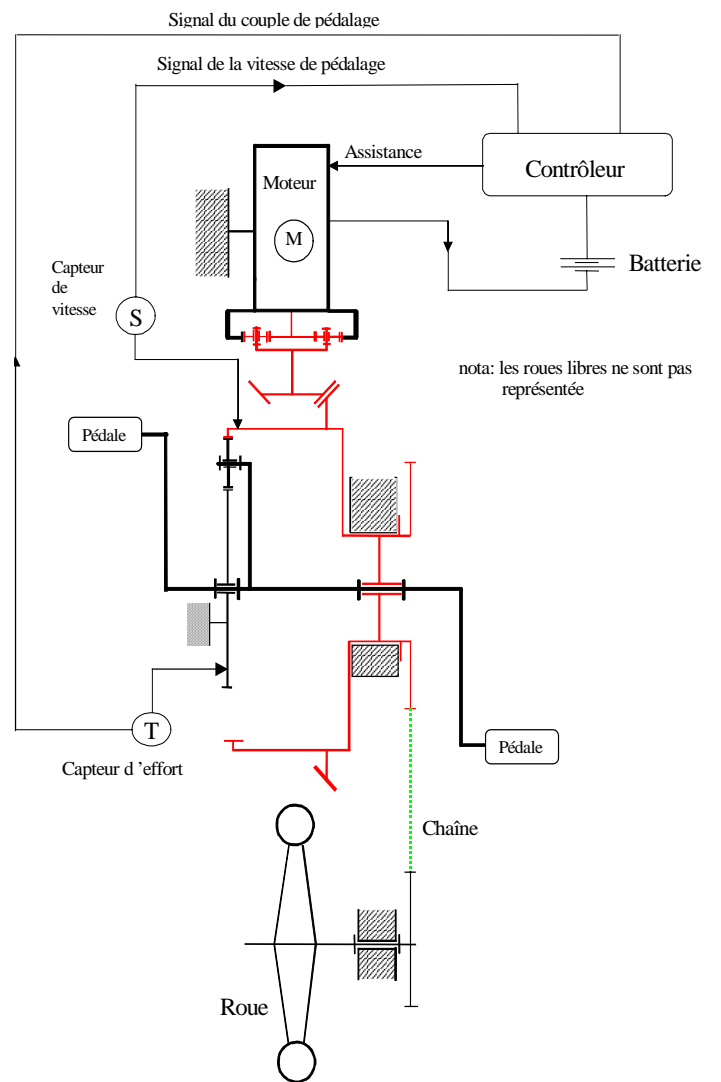 Signal du couple de pédalage
Signal de la vitesse de pédalage
Assistance
Contrôleur
Moteur
M
Batterie
Capteur
de
vitesse
S
nota: les roues libres ne sont pas
représentée
Pédale
T
Pédale
Capteur d ’effort
Chaîne
Roue